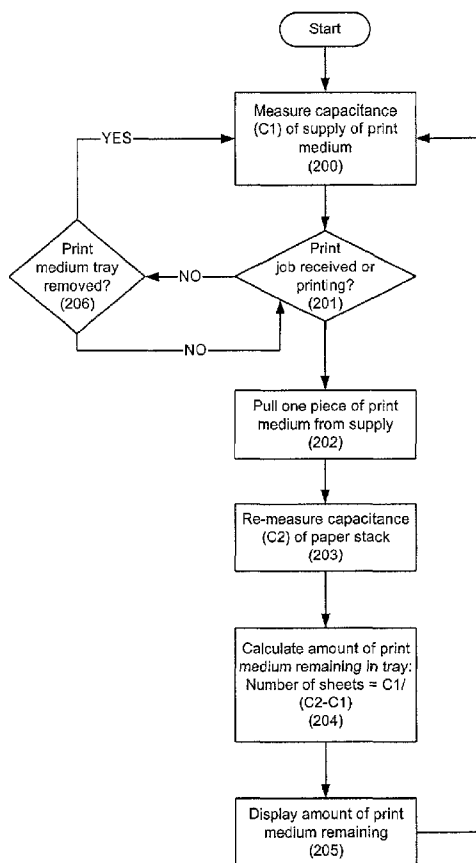 Start
Measure capacitance
(C1) of supply of print
medium
(200)
YES
Print
medium tray
removed?
(206)
NO
Print
job received or
printing?
(201)
NO
Pull one piece of print
medium from supply
(202)
Re-measure capacitance
(C2) of paper stack
(203)
Calculate amount of print
medium remaining in tray:
Number of sheets = C1/
(C2-C1)
(204)
Display amount of print
medium remaining
(205)